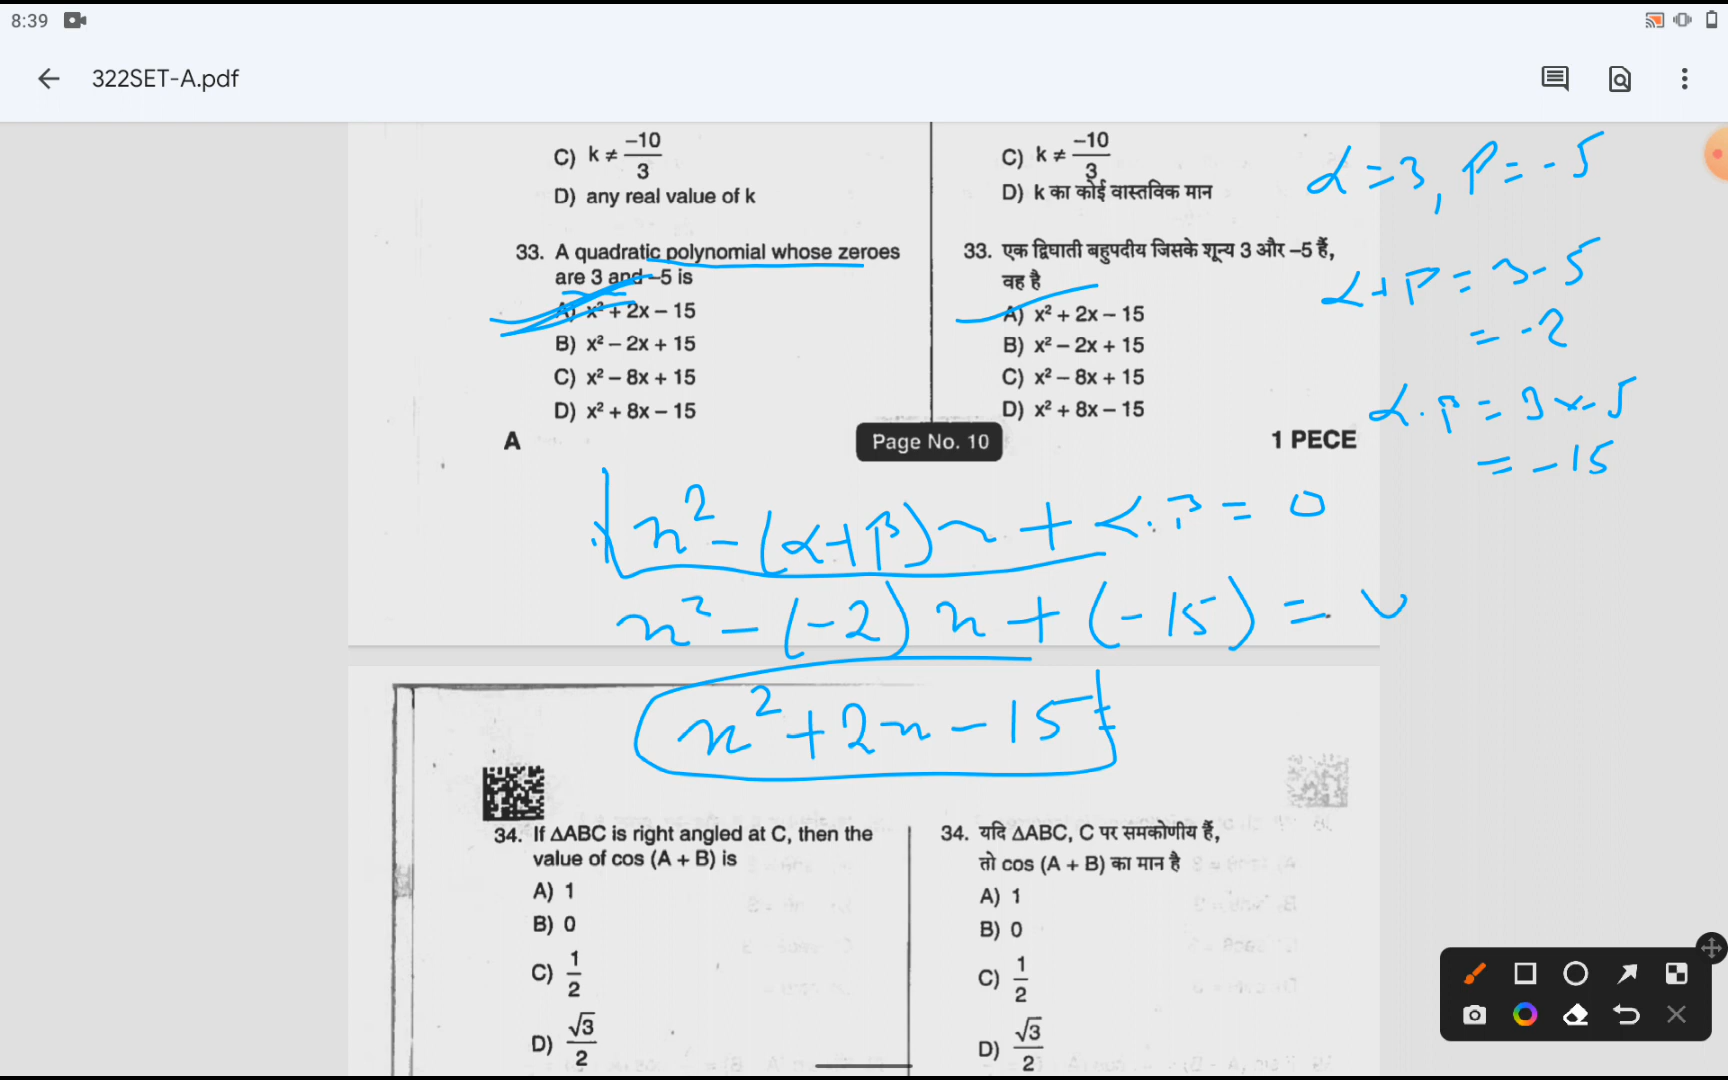 8:39
322SET-A.pdf
C) k ≠ −10/3
D) any real value of k
33. A quadratic polynomial whose zeroes
are 3 and –5 is
A) x² + 2x – 15
B) x² – 2x + 15
C) x² – 8x + 15
D) x² + 8x – 15
A
C) k ≠ −10/3
D) k का कोई वास्तविक मान
33. एक द्विघाती बहुपदीय जिसके शून्य 3 और –5 हैं,
वह है
A) x² + 2x – 15
B) x² – 2x + 15
C) x² – 8x + 15
D) x² + 8x – 15
Page No. 10
1 PECE
α = 3, β = -5
α+β = 3-5
= -2
α.β = 3x-5
= -15
x² - (α+β)x + α.β = 0
x² - (-2)x + (-15) = 0
x² + 2x - 15
34. If ΔABC is right angled at C, then the
value of cos (A + B) is
A) 1
B) 0
C) 1/2
D) √3/2
34. यदि ΔABC, C पर समकोणीय हैं,
तो cos (A + B) का मान है
A) 1
B) 0
C) 1/2
D) √3/2